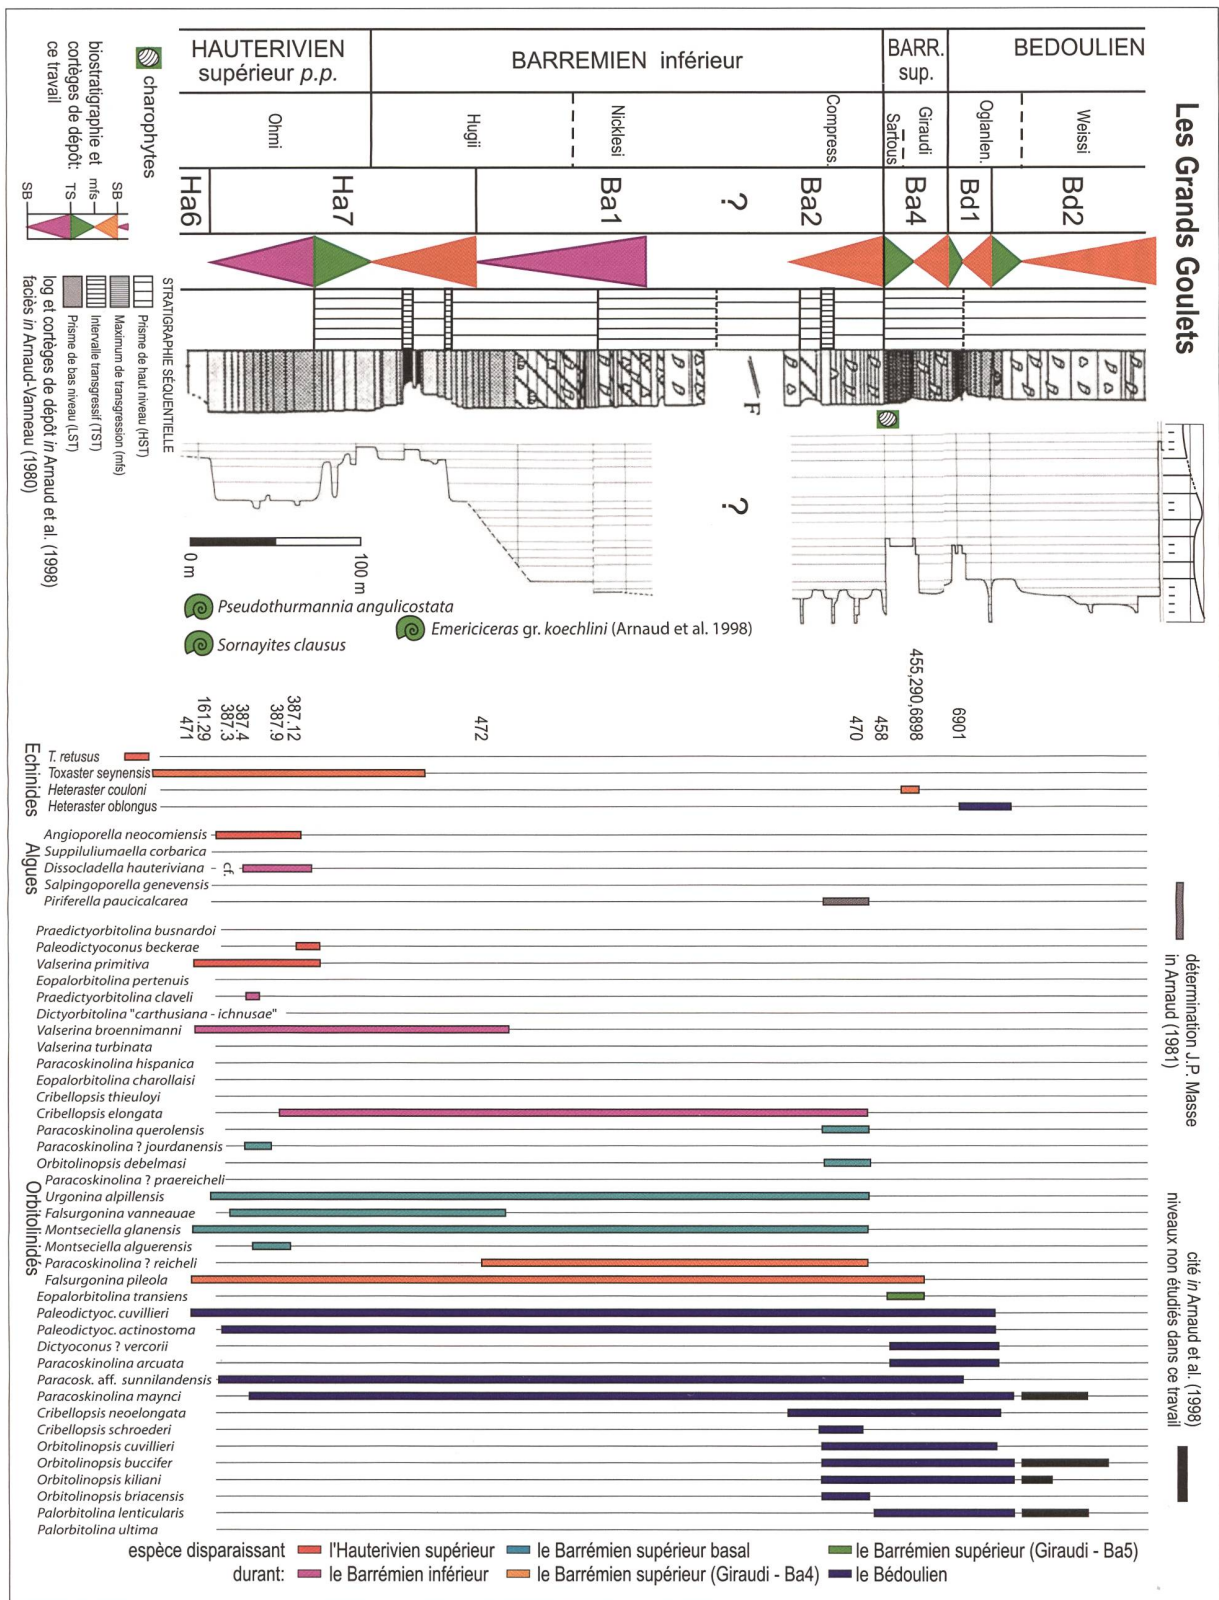 Les Grands Goulets
HAUTERIVIEN
supérieur p.p.
BARREMIEN inférieur
BARR.
sup.
BEDOULIEN
Ohmi
Hugii
Nicklesi
Compress.
Sartous
Giraudi
Oglanlen.
Weissi
Ha6
Ha7
Ba1
?
Ba2
Ba4
Bd1
Bd2
charophytes
biostratigraphie et
cortèges de dépôt:
ce travail
SB
mfs
TS
SB
STRATIGRAPHIE SÉQUENTIELLE
Prisme de haut niveau (HST)
Maximum de transgression (mfs)
Intervalle transgressif (TST)
Prisme de bas niveau (LST)
log et cortèges de dépôt in Arnaud et al. (1998)
faciès in Arnaud-Vanneau (1980)
F
?
0 m
100 m
Pseudothurmannia angulicostata
Emericiceras gr. koechlini (Arnaud et al. 1998)
Sornayites clausus
471
161.29
387.3
387.4
387.9
387.12
472
470
458
455,290,6898
6901
Echinides
T. retusus
Toxaster seynensis
Heteraster couloni
Heteraster oblongus
Algues
Angioporella neocomiensis
Suppiluliumaella corbarica
Dissocladella hauteriviana
cf.
Salpingoporella genevensis
Piriferella paucicalcarea
détermination J.P. Masse
in Arnaud (1981)
Orbitolinidés
Praedictyorbitolina busnardoi
Paleodictyoconus beckerae
Valserina primitiva
Eopalorbitolina pertenuis
Praedictyorbitolina claveli
Dictyorbitolina "carthusiana - ichnusae"
Valserina broennimanni
Valserina turbinata
Paracoskinolina hispanica
Eopalorbitolina charollaisi
Cribellopsis thieuloyi
Cribellopsis elongata
Paracoskinolina querolensis
Paracoskinolina ? jourdanensis
Orbitolinopsis debelmasi
Paracoskinolina ? praereicheli
Urgonina alpillensis
Falsurgonina vanneauae
Montseciella glanensis
Montseciella alguerensis
Paracoskinolina ? reicheli
Falsurgonina pileola
Eopalorbitolina transiens
Paleodictyoc. cuvillieri
Paleodictyoc. actinostoma
Dictyoconus ? vercorii
Paracoskinolina arcuata
Paracosk. aff. sunnilandensis
Paracoskinolina maynci
Cribellopsis neoelongata
Cribellopsis schroederi
Orbitolinopsis cuvillieri
Orbitolinopsis buccifer
Orbitolinopsis kiliani
Orbitolinopsis briacensis
Palorbitolina lenticularis
Palorbitolina ultima
cité in Arnaud et al. (1998)
niveaux non étudiés dans ce travail
espèce disparaissant
durant:
l'Hauterivien supérieur
le Barrémien inférieur
le Barrémien supérieur basal
le Barrémien supérieur (Giraudi - Ba4)
le Barrémien supérieur (Giraudi - Ba5)
le Bédoulien